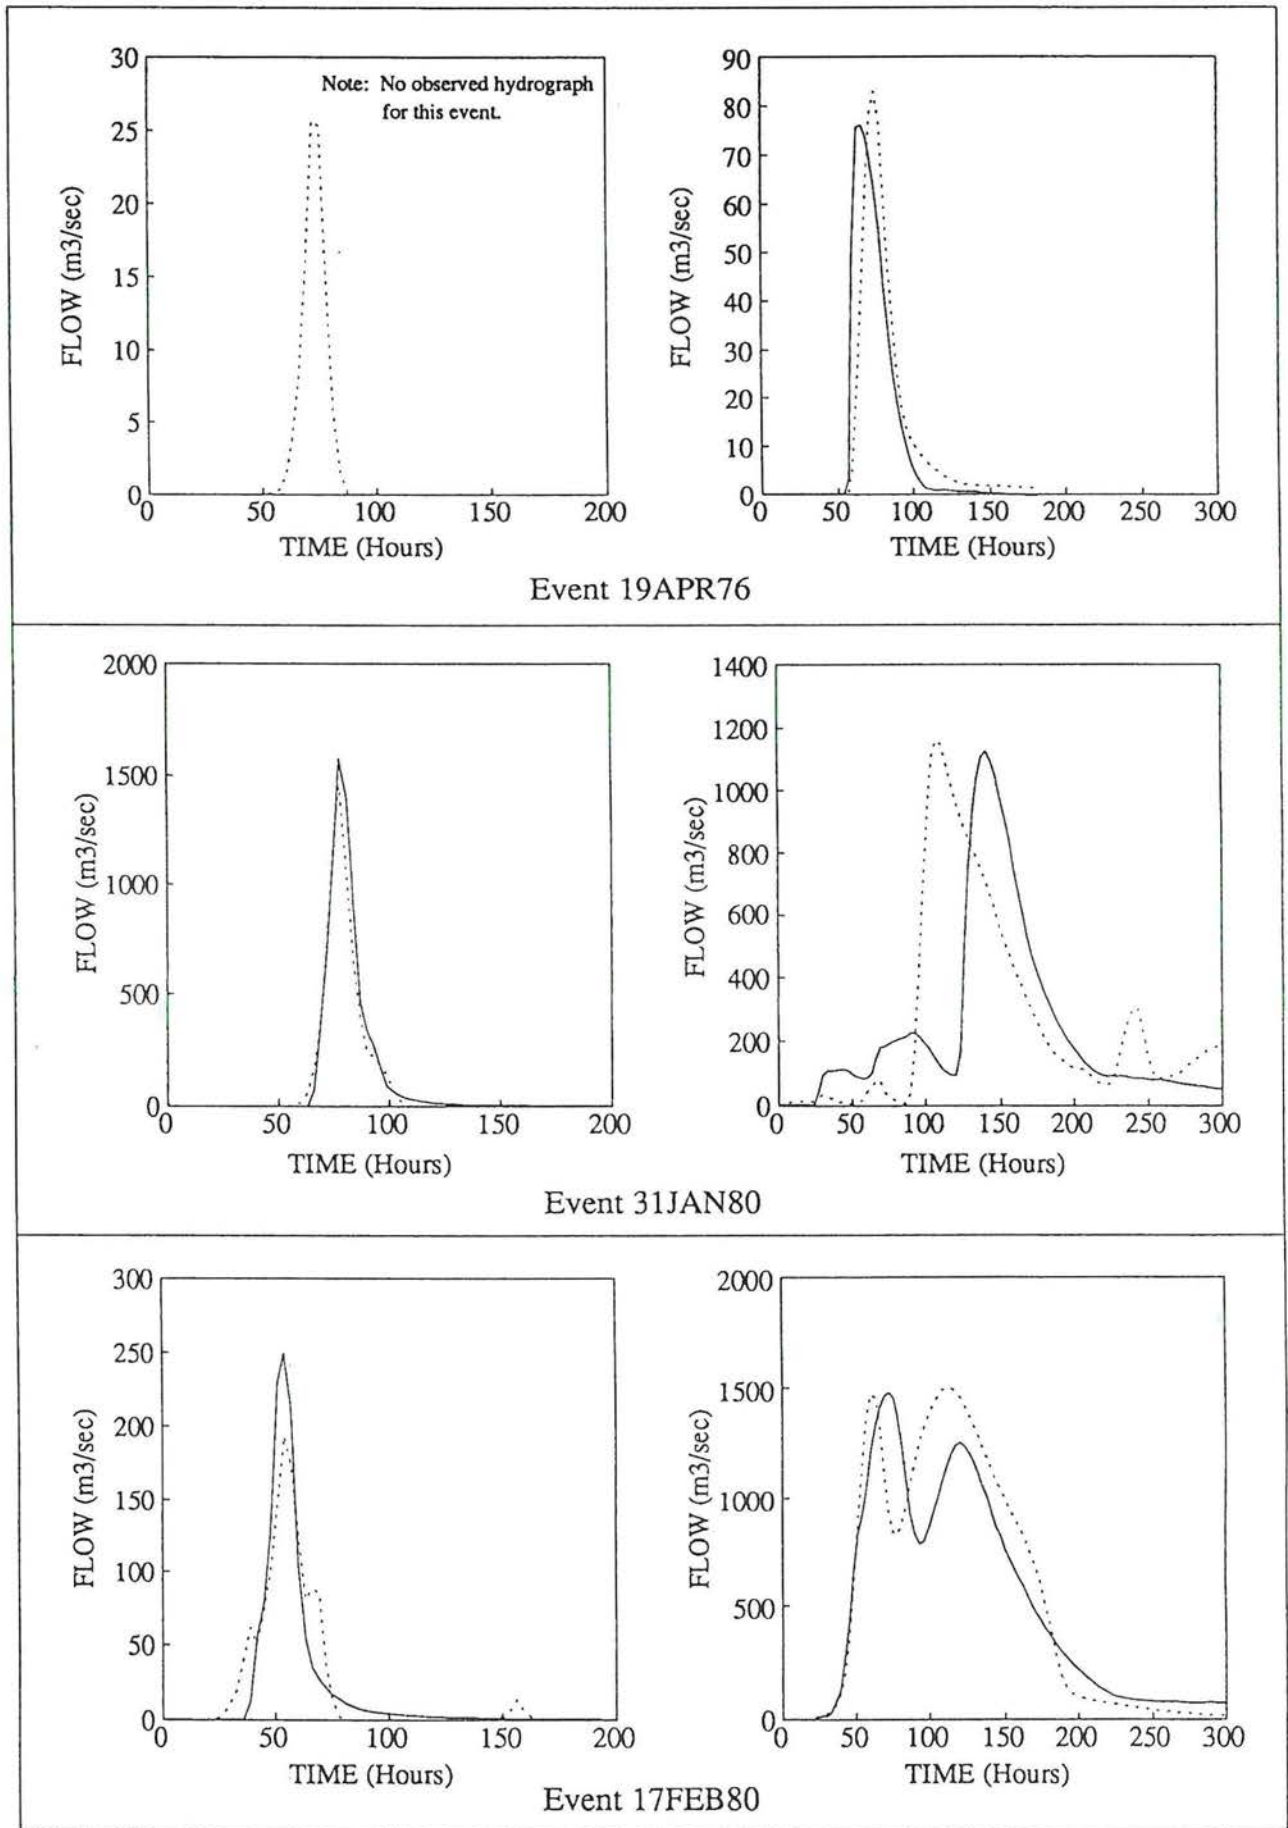 30
25
20
15
10
5
0
0 50 100 150 200
FLOW (m3/sec)
TIME (Hours)
Note: No observed hydrograph
for this event.
90
80
70
60
50
40
30
20
10
0
0 50 100 150 200 250 300
FLOW (m3/sec)
TIME (Hours)
Event 19APR76
2000
1500
1000
500
0
0 50 100 150 200
FLOW (m3/sec)
TIME (Hours)
1400
1200
1000
800
600
400
200
0
0 50 100 150 200 250 300
FLOW (m3/sec)
TIME (Hours)
Event 31JAN80
300
250
200
150
100
50
0
0 50 100 150 200
FLOW (m3/sec)
TIME (Hours)
2000
1500
1000
500
0
0 50 100 150 200 250 300
FLOW (m3/sec)
TIME (Hours)
Event 17FEB80